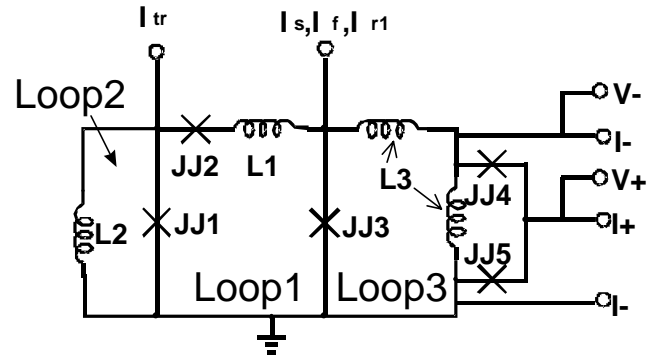 I tr
I s, I f, I r1
Loop2
V-
I-
JJ2
L1
L3
JJ4
V+
L2
JJ1
JJ3
I+
JJ5
Loop1
Loop3
I-